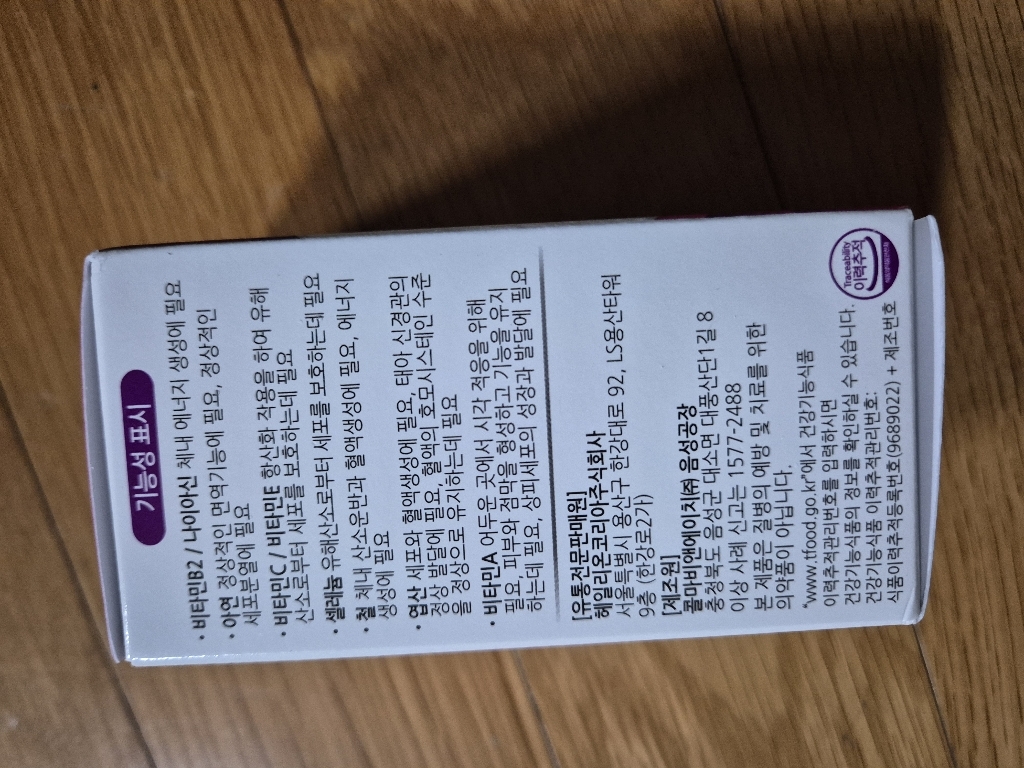 기능성 표시
• 비타민B2 / 나이아신 체내 에너지 생성에 필요
• 아연 정상적인 면역기능에 필요, 정상적인
세포분열에 필요
• 비타민C / 비타민E 항산화 작용을 하여 유해
산소로부터 세포를 보호하는데 필요
• 셀레늄 유해산소로부터 세포를 보호하는데 필요
• 철 체내 산소운반과 혈액생성에 필요, 에너지
생성에 필요
• 엽산 세포와 혈액생성에 필요, 태아 신경관의
정상 발달에 필요, 혈액의 호모시스테인 수준
을 정상으로 유지하는데 필요
• 비타민A 어두운 곳에서 시각 적응을 위해
필요, 피부와 점막을 형성하고 기능을 유지
하는데 필요, 상피세포의 성장과 발달에 필요
[유통전문판매원]
헤일리온코리아주식회사
서울특별시 용산구 한강대로 92, LS용산타워
9층 (한강로2가)
[제조원]
콜마비앤에이치㈜ 음성공장
충청북도 음성군 대소면 대풍산단1길 8
이상 사례 신고는 1577-2488
본 제품은 질병의 예방 및 치료를 위한
의약품이 아닙니다.
*www.tfood.go.kr'에서 건강기능식품
이력추적관리번호를 입력하시면
건강기능식품의 정보를 확인하실 수 있습니다.
건강기능식품 이력추적관리번호:
식품이력추적등록번호(9689022) + 제조번호
Traceability
이력추적